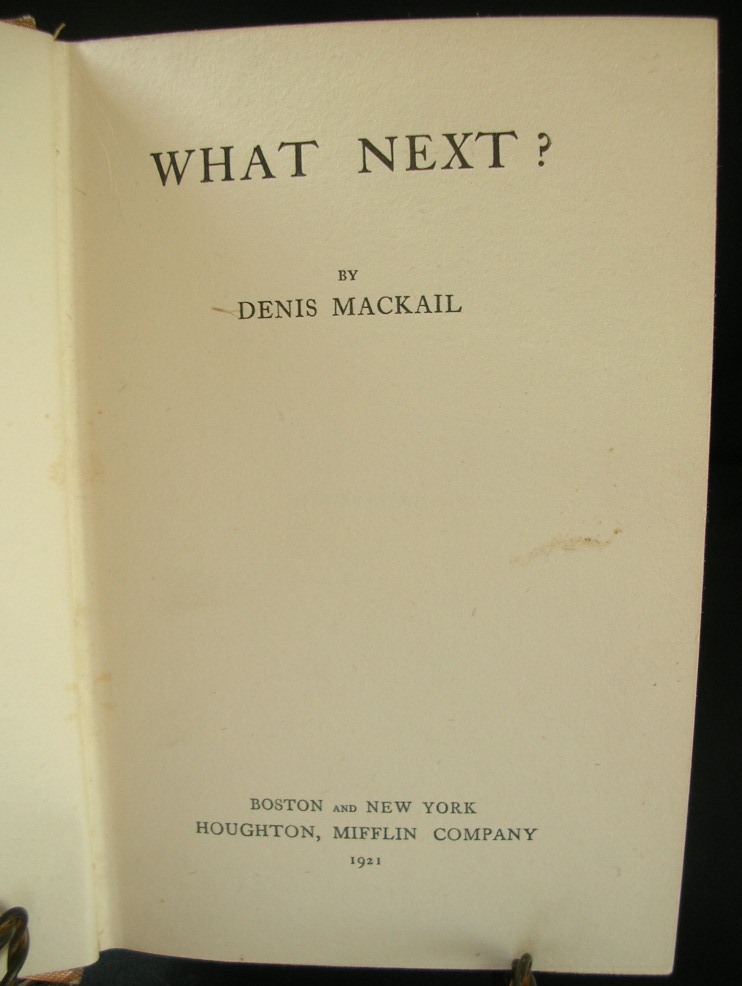 WHAT NEXT?
BY
DENIS MACKAIL
BOSTON AND NEW YORK
HOUGHTON, MIFFLIN COMPANY
1921